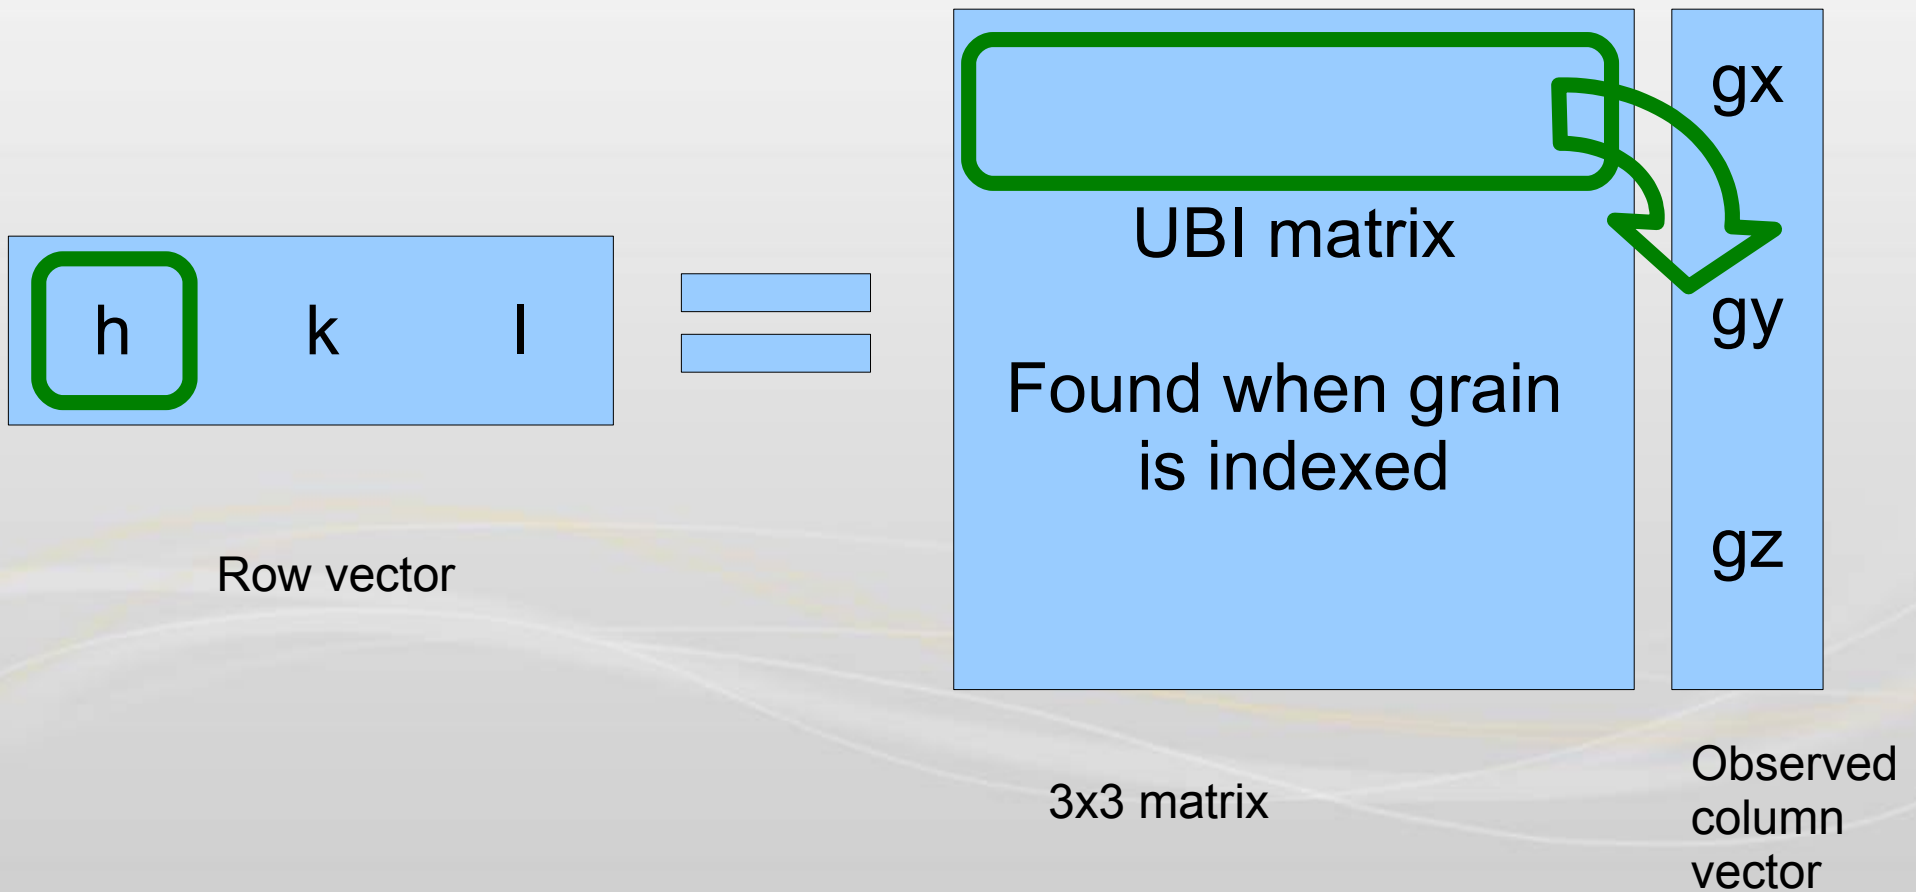 h k l
Row vector
UBI matrix
Found when grain
is indexed
3x3 matrix
gx
gy
gz
Observed
column
vector